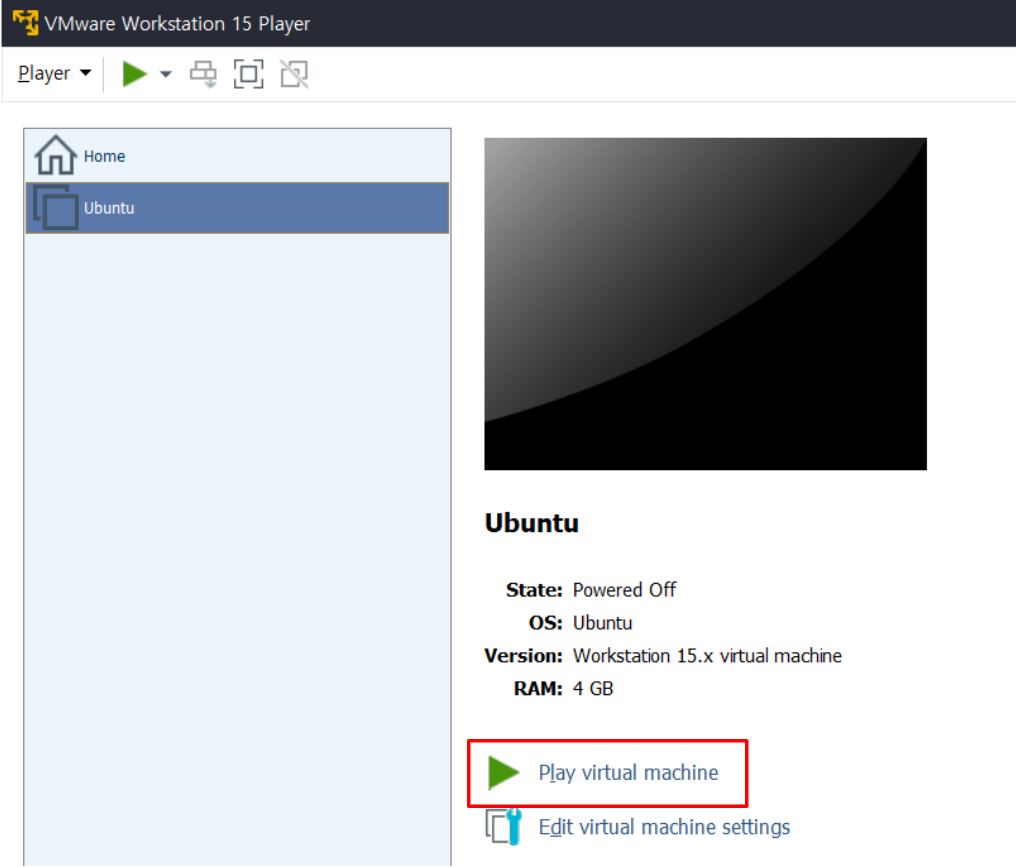 VMware Workstation 15 Player
Player
Home
Ubuntu
Ubuntu
State: Powered Off
OS: Ubuntu
Version: Workstation 15.x virtual machine
RAM: 4 GB
Play virtual machine
Edit virtual machine settings